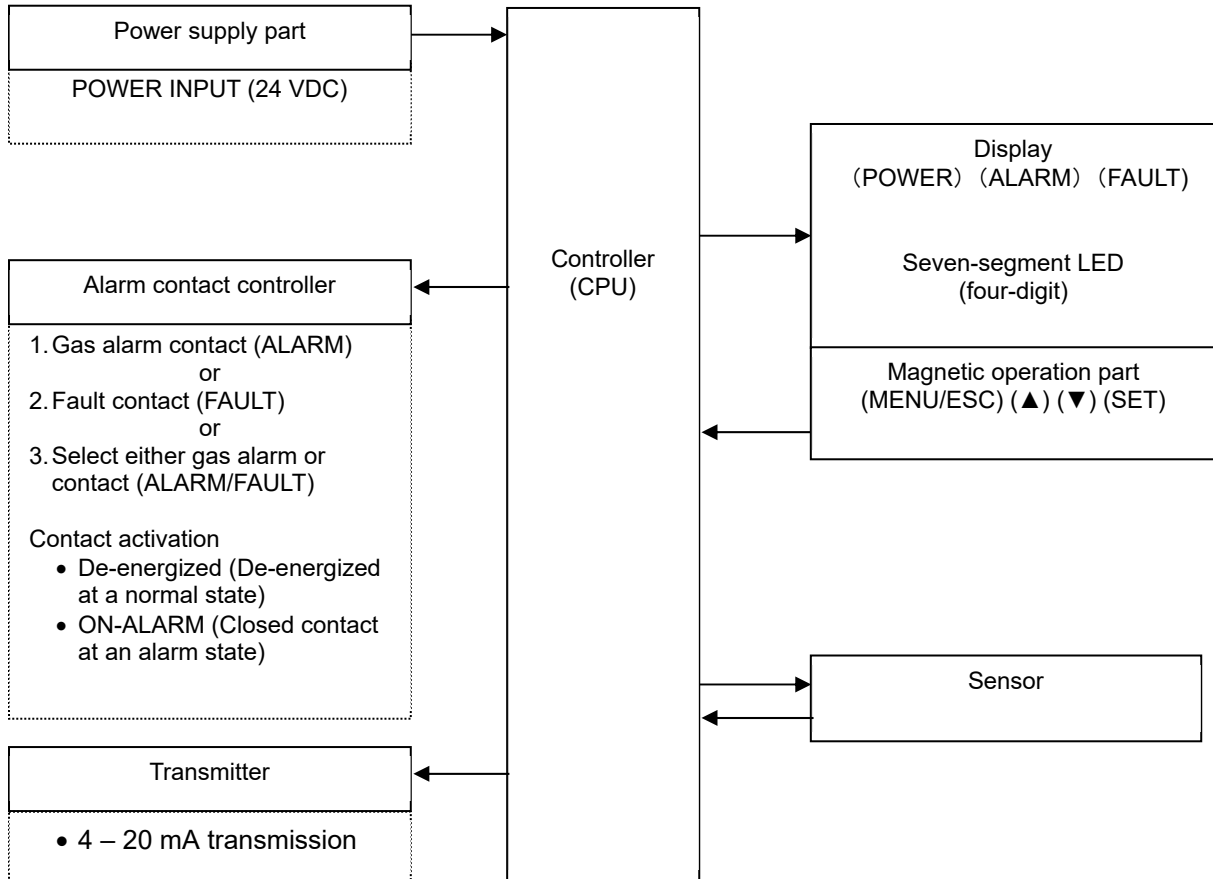 Power supply part
POWER INPUT (24 VDC)
Alarm contact controller
1. Gas alarm contact (ALARM)
or
2. Fault contact (FAULT)
or
3. Select either gas alarm or
contact (ALARM/FAULT)
Contact activation
• De-energized (De-energized
at a normal state)
• ON-ALARM (Closed contact
at an alarm state)
Transmitter
• 4 – 20 mA transmission
Controller
(CPU)
Display
（POWER）（ALARM）（FAULT)
Seven-segment LED
(four-digit)
Magnetic operation part
(MENU/ESC) (▲) (▼) (SET)
Sensor